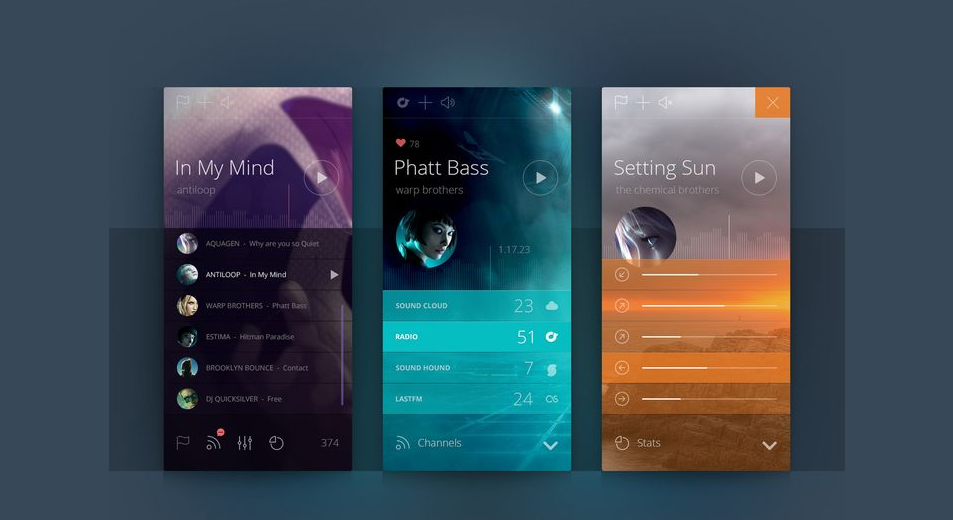 In My Mind
antiloop
AQUAGEN - Why are you so Quiet
ANTILOOP - In My Mind
WARP BROTHERS - Phatt Bass
ESTIMA - Hitman Paradise
BROOKLYN BOUNCE - Contact
DJ QUICKSILVER - Free
374
78
Phatt Bass
warp brothers
1.17.23
SOUND CLOUD 23
RADIO 51
SOUND HOUND 7
LASTFM 24
Channels
Setting Sun
the chemical brothers
Stats